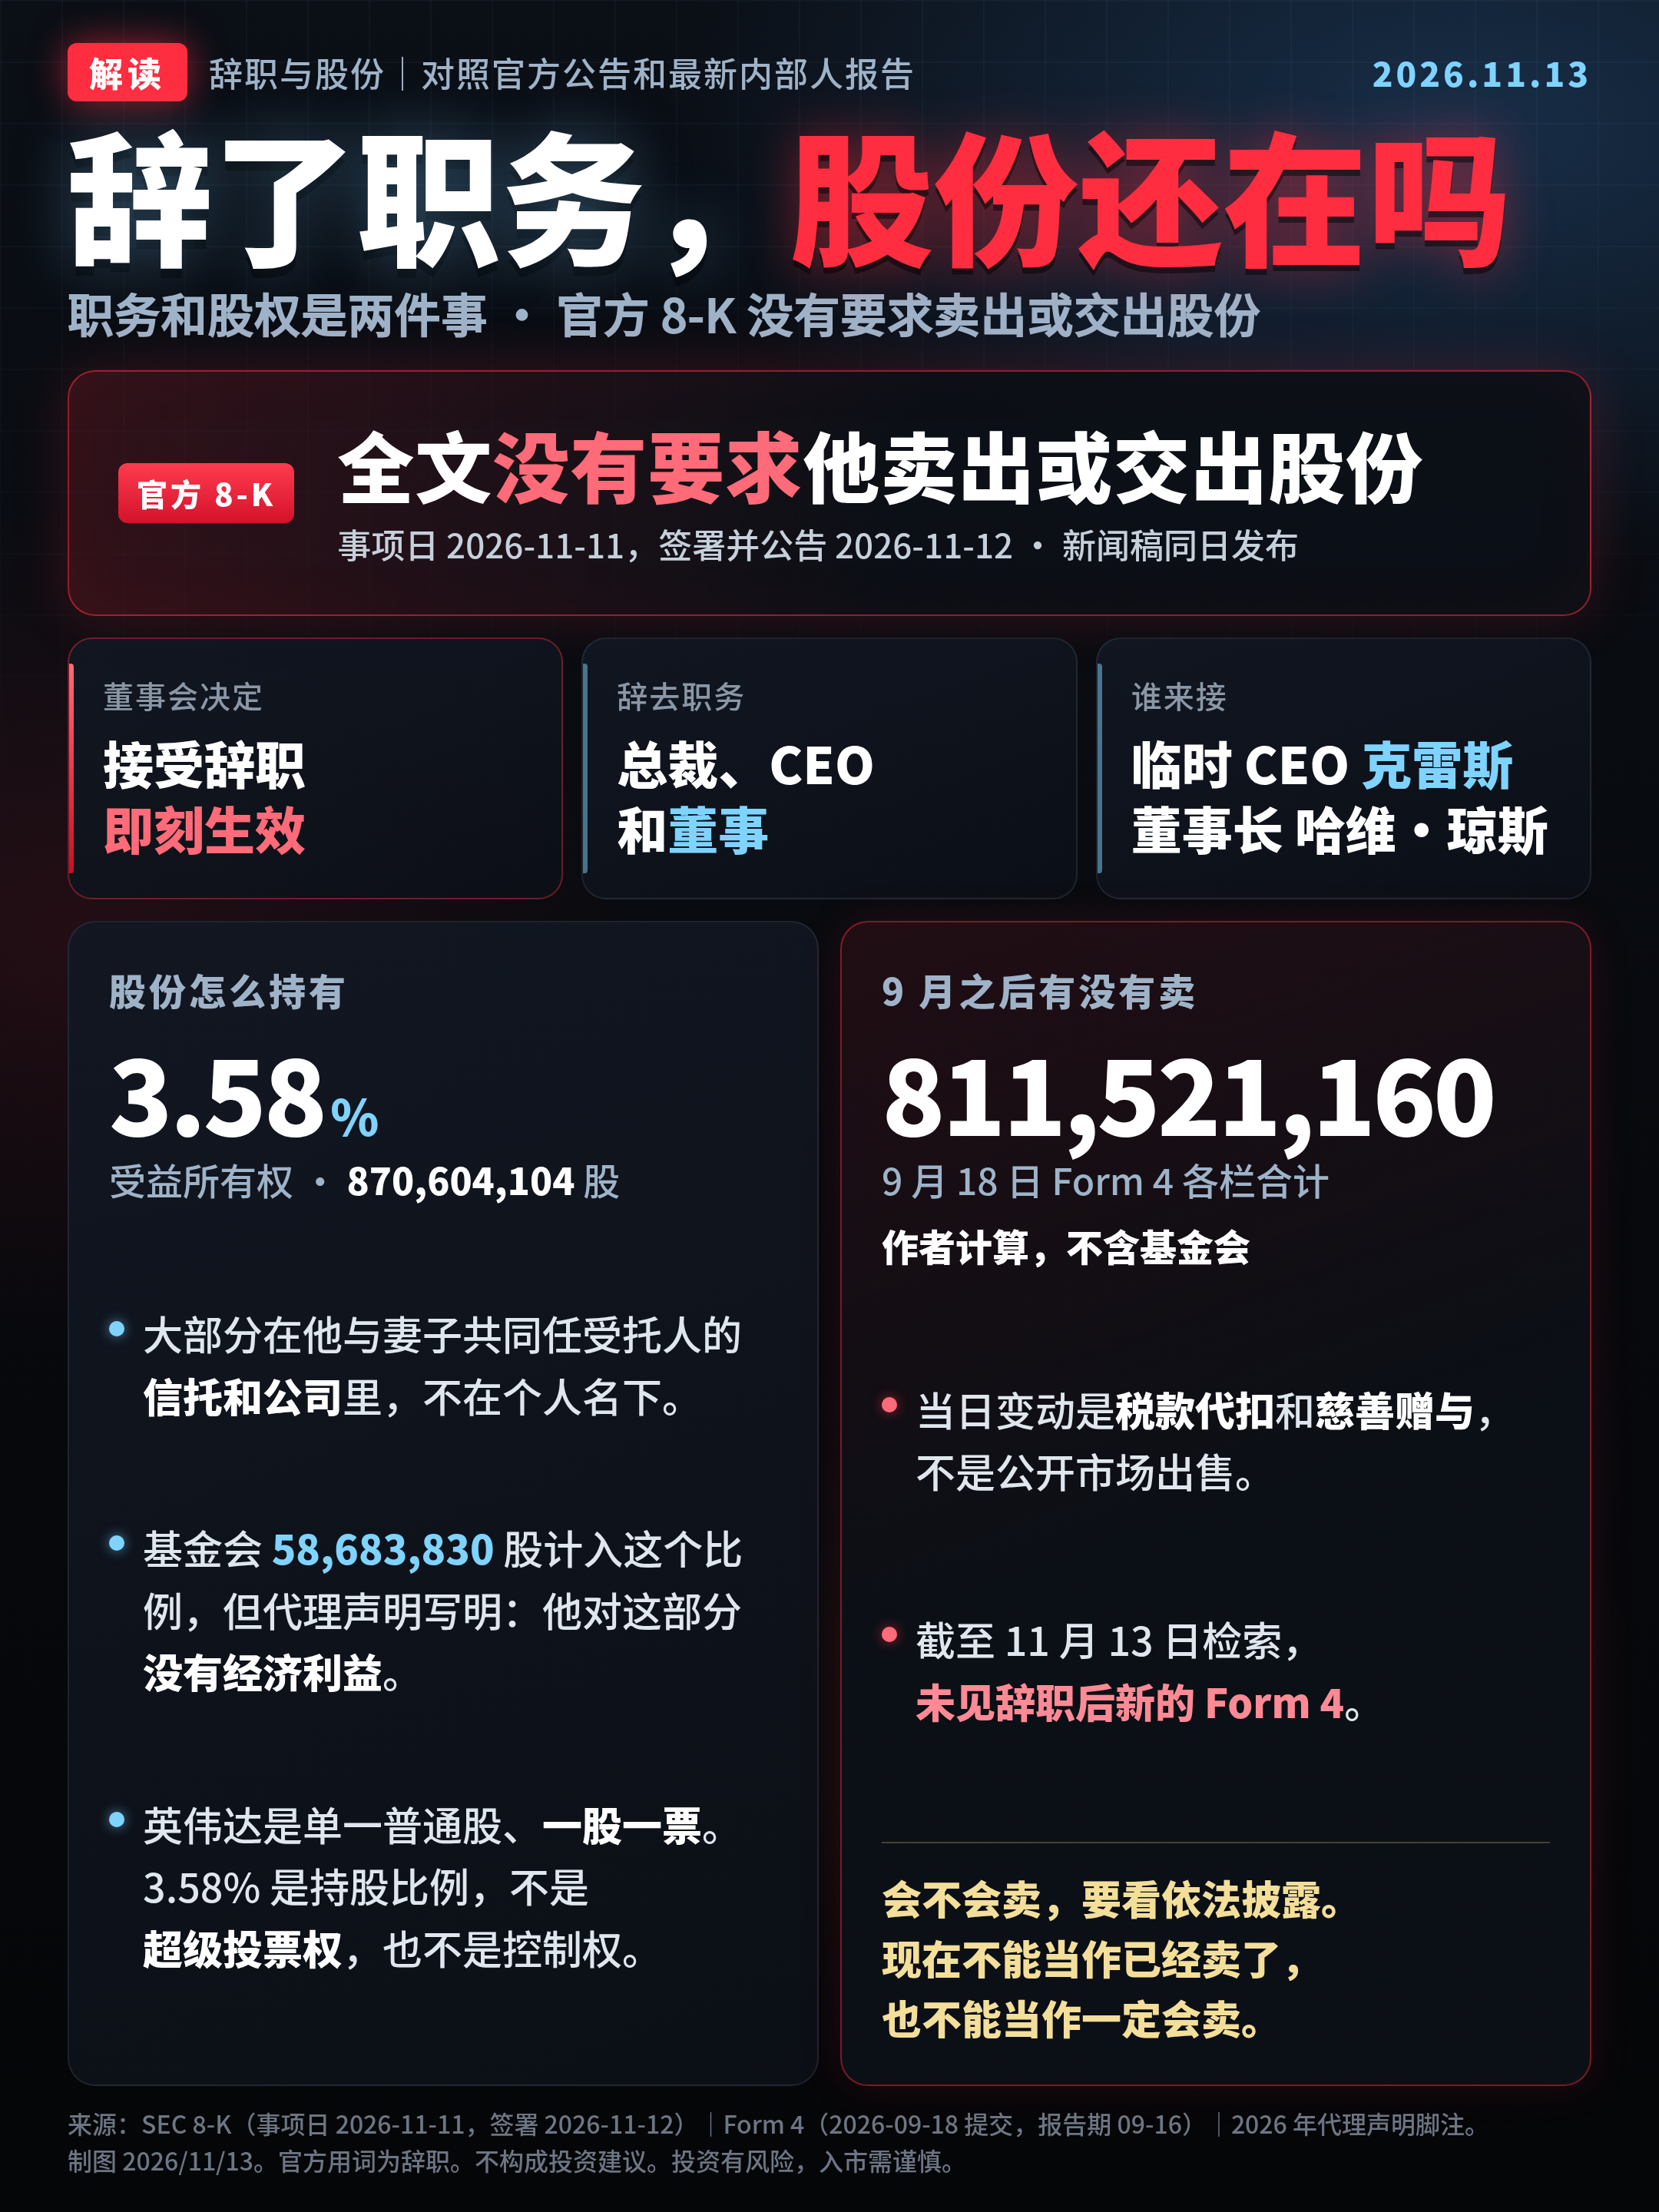 解读 辞职与股份｜对照官方公告和最新内部人报告 2026.11.13
辞了职务，股份还在吗
职务和股权是两件事 · 官方 8-K 没有要求卖出或交出股份
官方 8-K
全文没有要求他卖出或交出股份
事项日 2026-11-11，签署并公告 2026-11-12 · 新闻稿同日发布
董事会决定
接受辞职
即刻生效
辞去职务
总裁、CEO
和董事
谁来接
临时 CEO 克雷斯
董事长 哈维·琼斯
股份怎么持有
3.58%
受益所有权 · 870,604,104 股
大部分在他与妻子共同任受托人的
信托和公司里，不在个人名下。
基金会 58,683,830 股计入这个比
例，但代理声明写明：他对这部分
没有经济利益。
英伟达是单一普通股、一股一票。
3.58% 是持股比例，不是
超级投票权，也不是控制权。
9 月之后有没有卖
811,521,160
9 月 18 日 Form 4 各栏合计
作者计算，不含基金会
当日变动是税款代扣和慈善赠与，
不是公开市场出售。
截至 11 月 13 日检索，
未见辞职后新的 Form 4。
会不会卖，要看依法披露。
现在不能当作已经卖了，
也不能当作一定会卖。
来源：SEC 8-K（事项日 2026-11-11，签署 2026-11-12）｜Form 4（2026-09-18 提交，报告期 09-16）｜2026 年代理声明脚注。
制图 2026/11/13。官方用词为辞职。不构成投资建议。投资有风险，入市需谨慎。